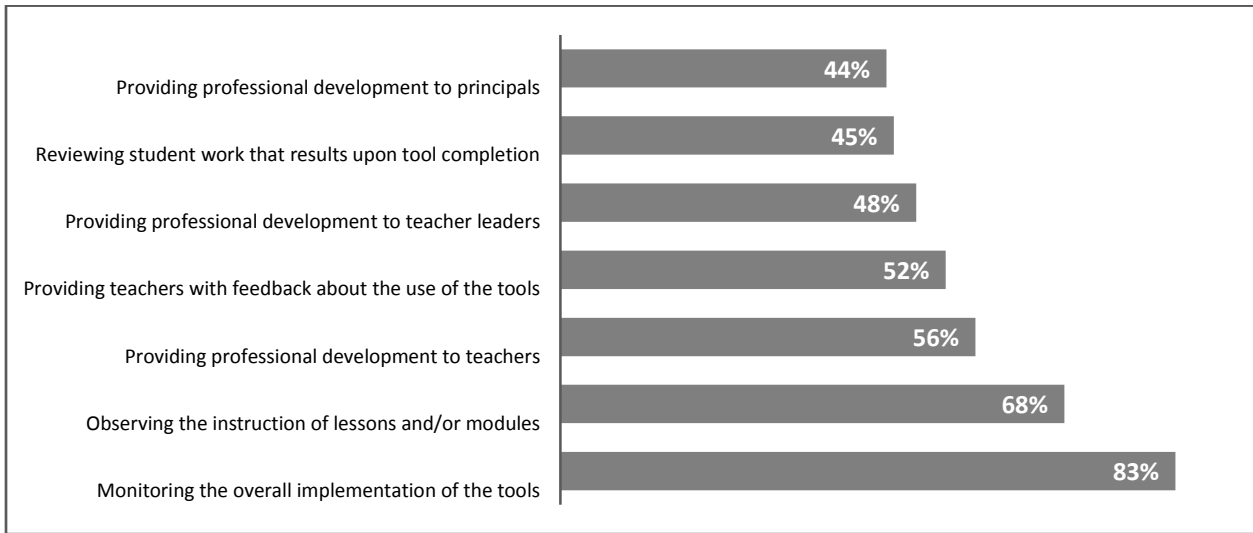 44%
Providing professional development to principals
45%
Reviewing student work that results upon tool completion
48%
Providing professional development to teacher leaders
52%
Providing teachers with feedback about the use of the tools
56%
Providing professional development to teachers
68%
Observing the instruction of lessons and/or modules
83%
Monitoring the overall implementation of the tools